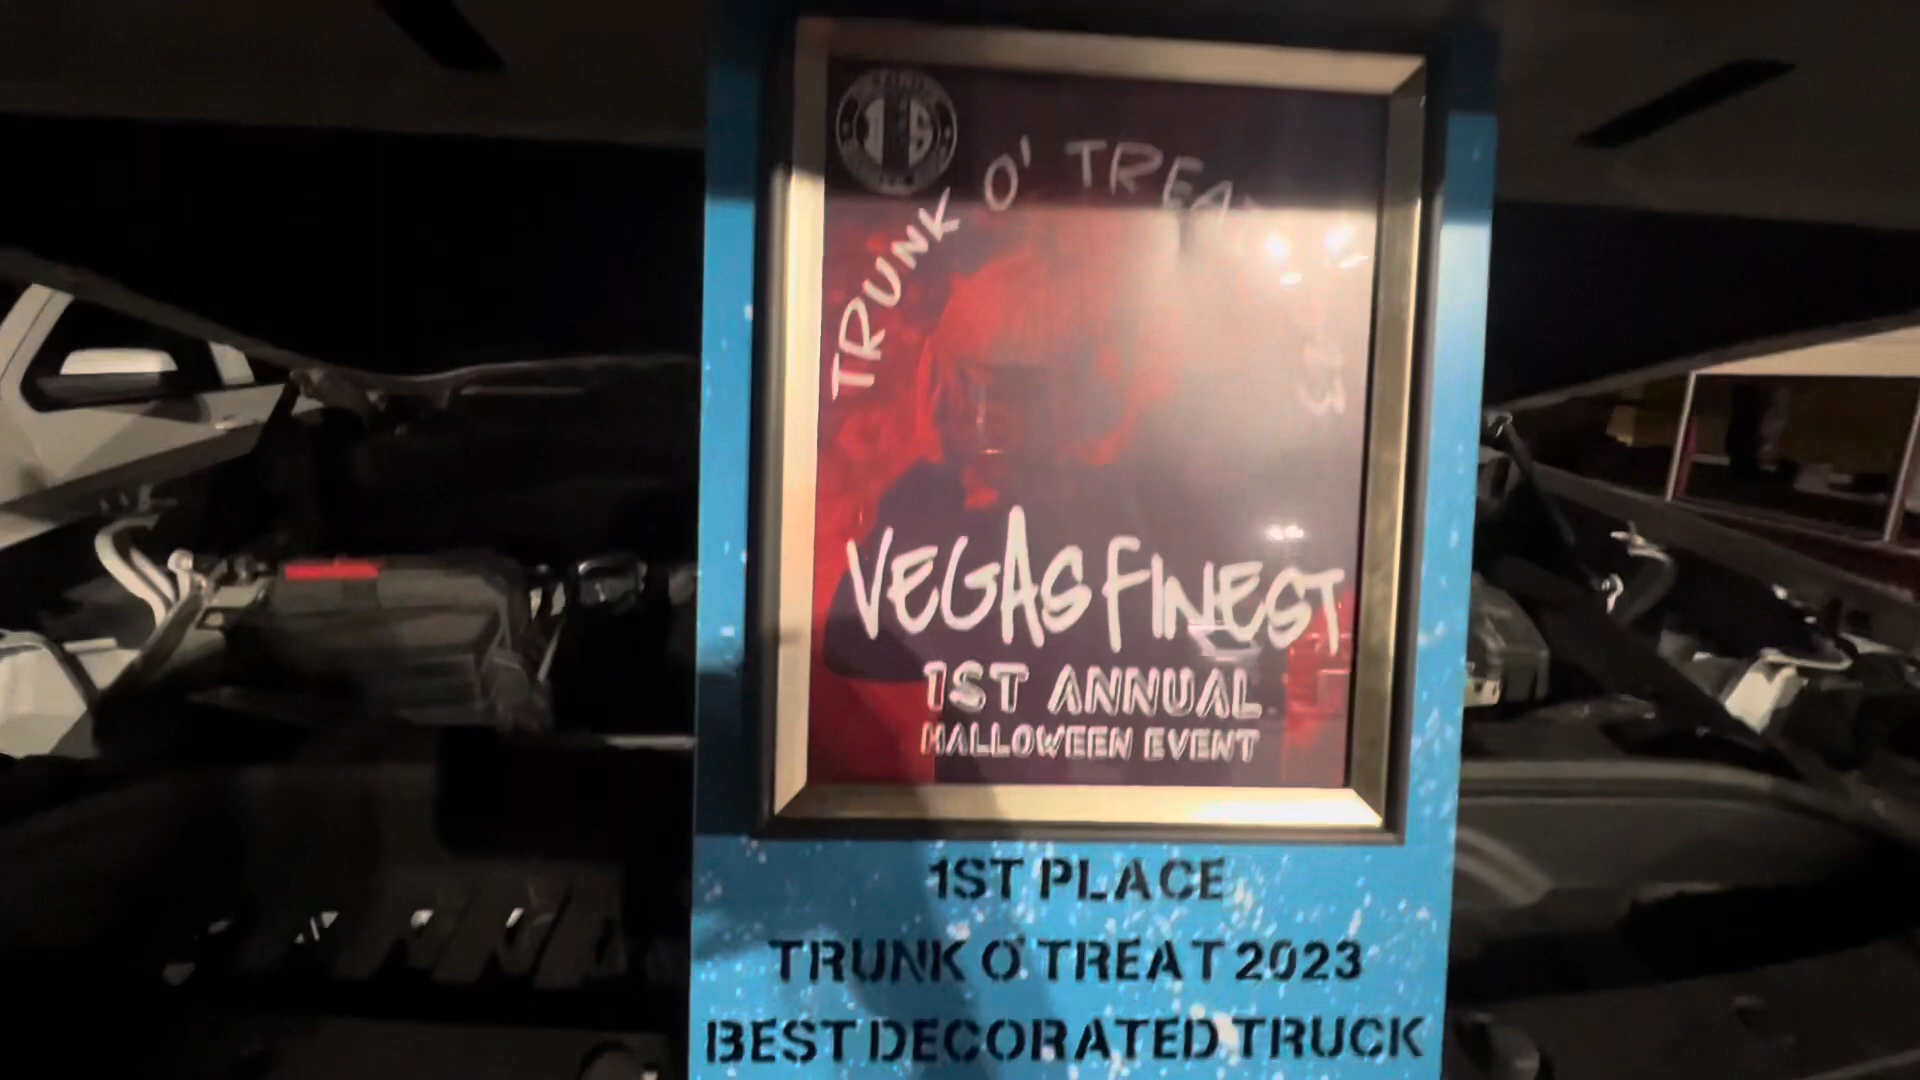 TRUNK O' TREAT
VEGAS FINEST
1ST ANNUAL
HALLOWEEN EVENT
1ST PLACE
TRUNK O' TREAT 2023
BEST DECORATED TRUCK